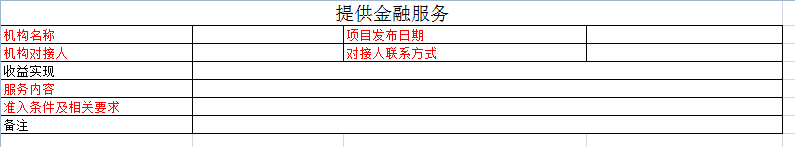 提供金融服务
机构名称 项目发布日期
机构对接人 对接人联系方式
收益实现
服务内容
准入条件及相关要求
备注